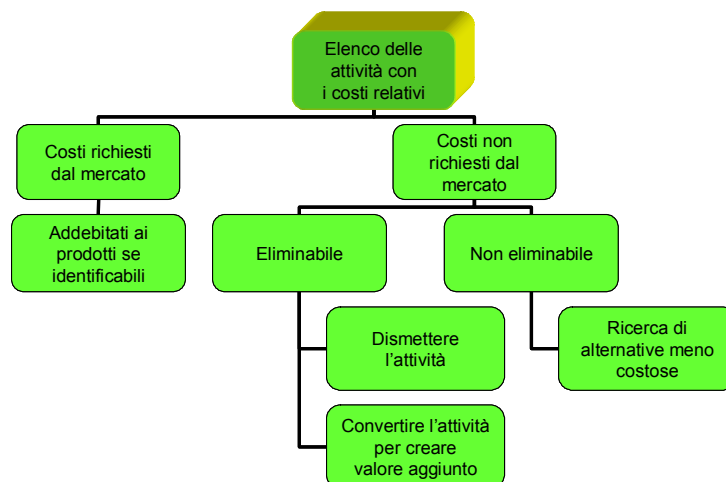 Elenco delle
attività con
i costi relativi
Costi richiesti
dal mercato
Costi non
richiesti dal
mercato
Addebitati ai
prodotti se
identificabili
Eliminabile
Non eliminabile
Dismettere
l’attività
Ricerca di
alternative meno
costose
Convertire l’attività
per creare
valore aggiunto